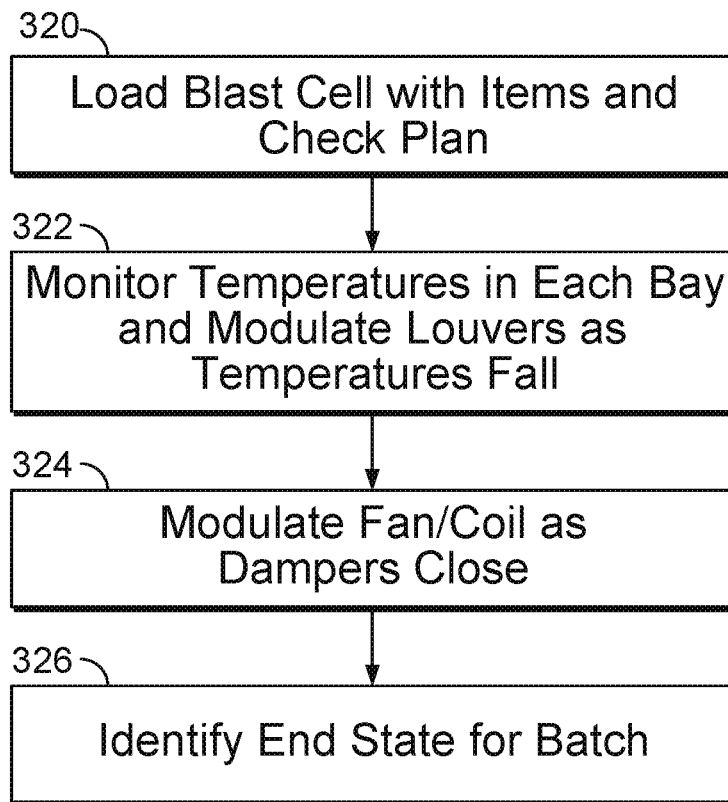 320
Load Blast Cell with Items and
Check Plan
322
Monitor Temperatures in Each Bay
and Modulate Louvers as
Temperatures Fall
324
Modulate Fan/Coil as
Dampers Close
326
Identify End State for Batch